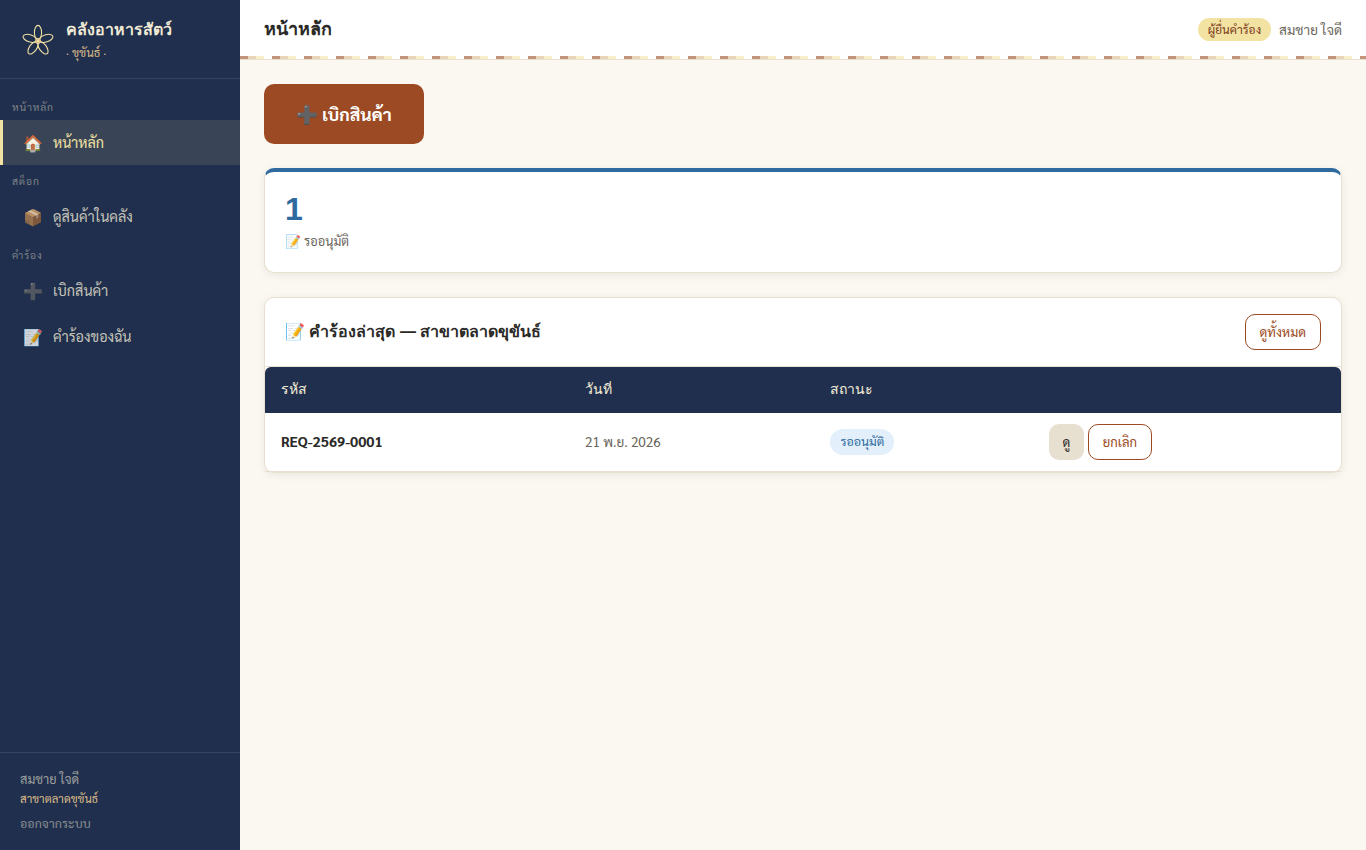 คลังอาหารสัตว์
· ขุขันธ์ ·
หน้าหลัก
หน้าหลัก
สต็อก
ดูสินค้าในคลัง
คำร้อง
เบิกสินค้า
คำร้องของฉัน
สมชาย ใจดี
สาขาตลาดขุขันธ์
ออกจากระบบ
หน้าหลัก
ผู้ยื่นคำร้อง สมชาย ใจดี
เบิกสินค้า
1
รออนุมัติ
คำร้องล่าสุด — สาขาตลาดขุขันธ์ ดูทั้งหมด
รหัส วันที่ สถานะ
REQ-2569-0001 21 พ.ย. 2026 รออนุมัติ ดู ยกเลิก